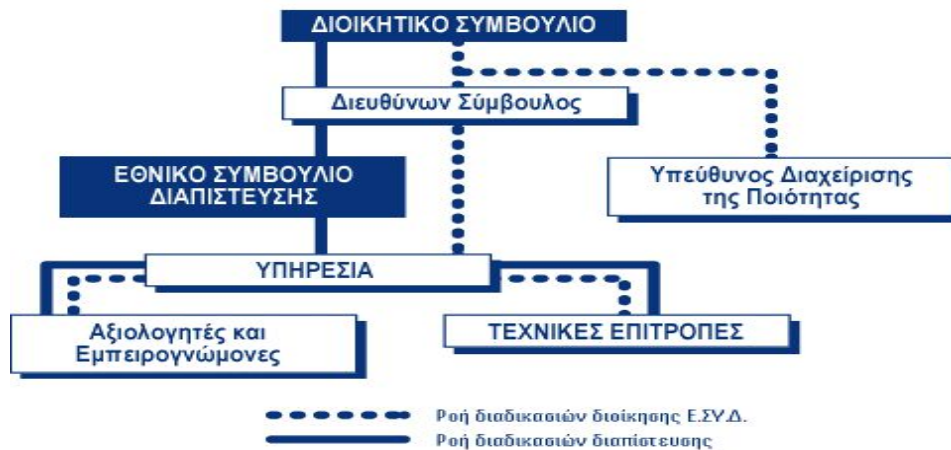 ΔΙΟΙΚΗΤΙΚΟ ΣΥΜΒΟΥΛΙΟ
Διευθύνων Σύμβουλος
ΕΘΝΙΚΟ ΣΥΜΒΟΥΛΙΟ
ΔΙΑΠΙΣΤΕΥΣΗΣ
Υπεύθυνος Διαχείρισης
της Ποιότητας
ΥΠΗΡΕΣΙΑ
Αξιολογητές και
Εμπειρογνώμονες
ΤΕΧΝΙΚΕΣ ΕΠΙΤΡΟΠΕΣ
Ροή διαδικασιών διοίκησης Ε.ΣΥ.Δ.
Ροή διαδικασιών διαπίστευσης